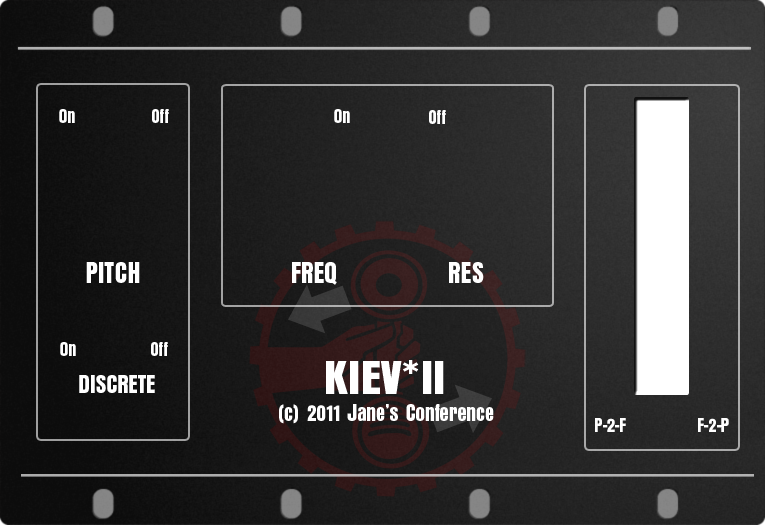 On Off
PITCH
On Off
DISCRETE
On Off
FREQ RES
KIEV*II
(c) 2011 Jane's Conference
P-2-F F-2-P